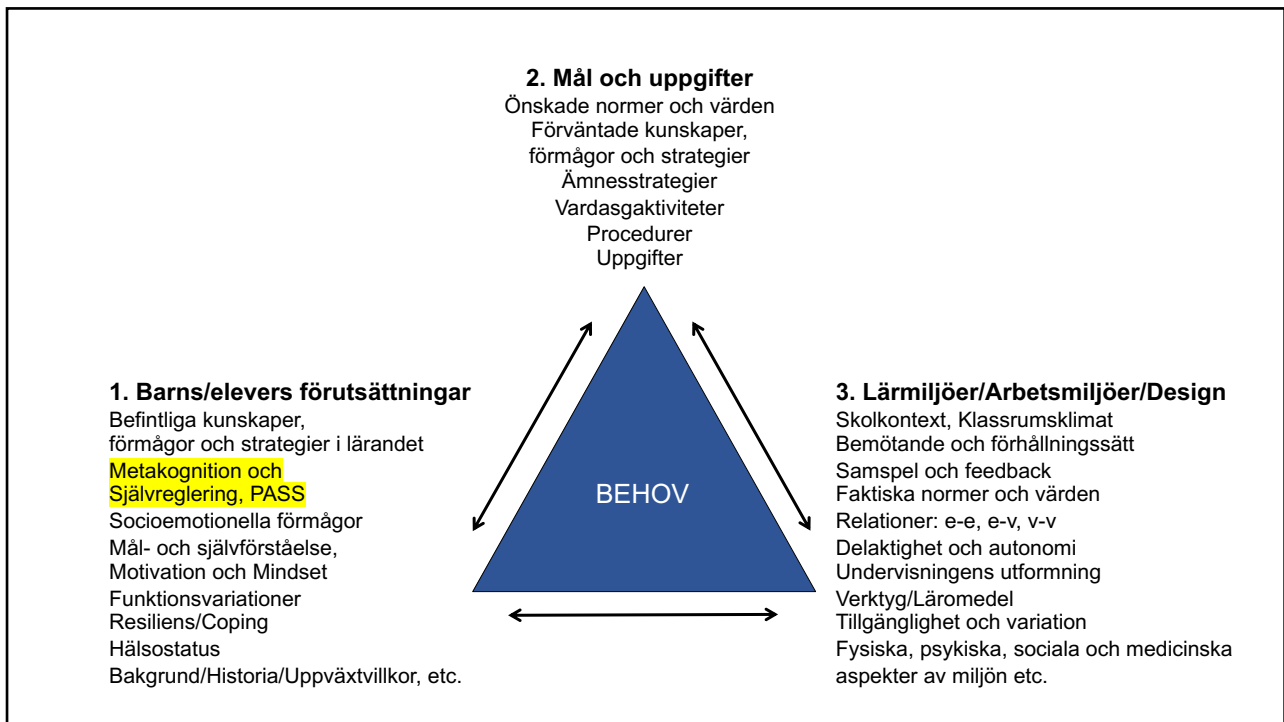 2. Mål och uppgifter
Önskade normer och värden
Förväntade kunskaper,
förmågor och strategier
Ämnesstrategier
Vardasgaktiviteter
Procedurer
Uppgifter
1. Barns/elevers förutsättningar
Befintliga kunskaper,
förmågor och strategier i lärandet
Metakognition och
Självreglering, PASS
Socioemotionella förmågor
Mål- och självförståelse,
Motivation och Mindset
Funktionsvariationer
Resiliens/Coping
Hälsostatus
Bakgrund/Historia/Uppväxtvillkor, etc.
BEHOV
3. Lärmiljöer/Arbetsmiljöer/Design
Skolkontext, Klassrumsklimat
Bemötande och förhållningssätt
Samspel och feedback
Faktiska normer och värden
Relationer: e-e, e-v, v-v
Delaktighet och autonomi
Undervisningens utformning
Verktyg/Läromedel
Tillgänglighet och variation
Fysiska, psykiska, sociala och medicinska
aspekter av miljön etc.